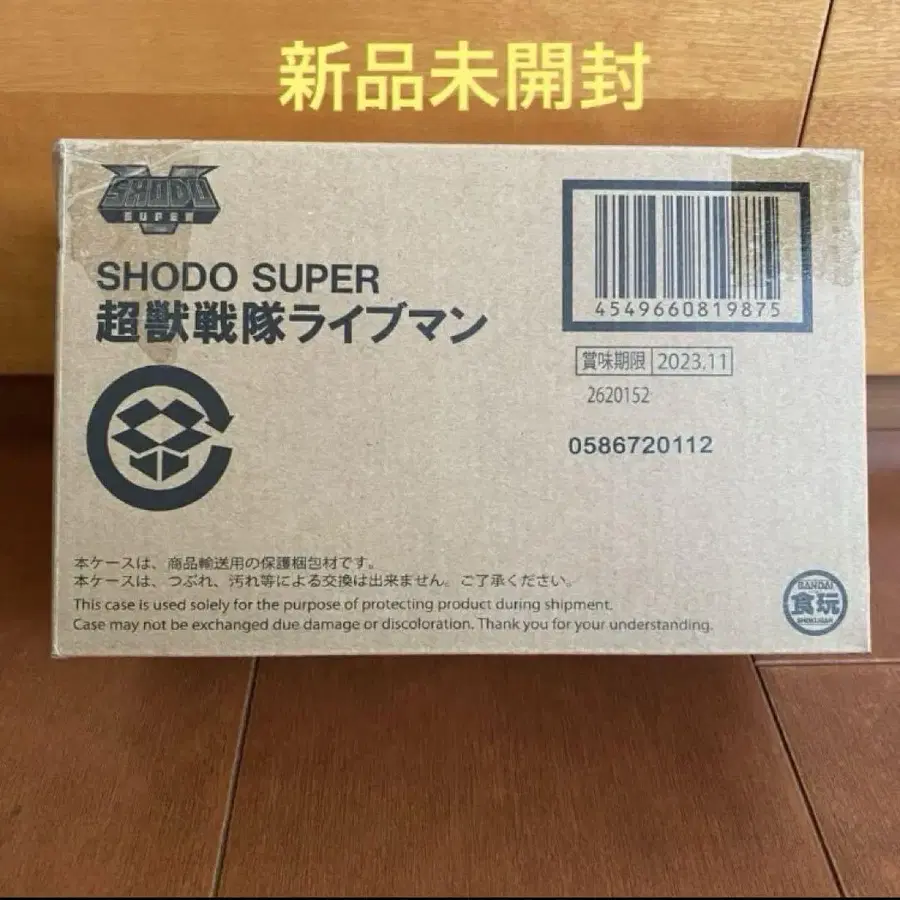 新品未開封
SHODO
SUPER
SHODO SUPER
超獣戦隊ライブマン
4549660819875
賞味期限 2023.11
2620152
0586720112
本ケースは、商品輸送用の保護梱包材です。
本ケースは、つぶれ、汚れ等による交換は出来ません。ご了承ください。
This case is used solely for the purpose of protecting product during shipment.
Case may not be exchanged due damage or discoloration. Thank you for your understanding.
BANDAI
食玩
SHOKUGAN